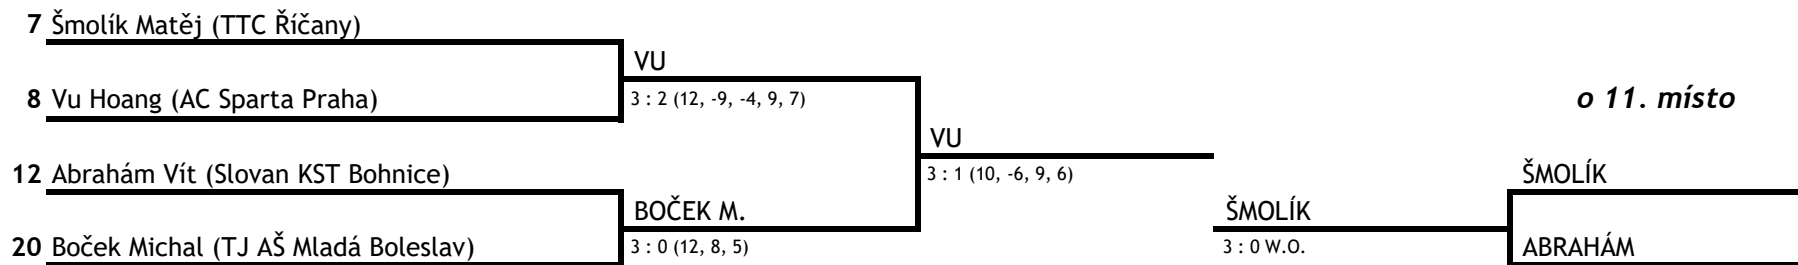 7 Šmolík Matěj (TTC Říčany)
VU
8 Vu Hoang (AC Sparta Praha)
3 : 2 (12, -9, -4, 9, 7)
o 11. místo
VU
12 Abrahám Vít (Slovan KST Bohnice)
3 : 1 (10, -6, 9, 6)
ŠMOLÍK
BOČEK M.
ŠMOLÍK
20 Boček Michal (TJ AŠ Mladá Boleslav)
3 : 0 (12, 8, 5)
3 : 0 W.O.
ABRAHÁM